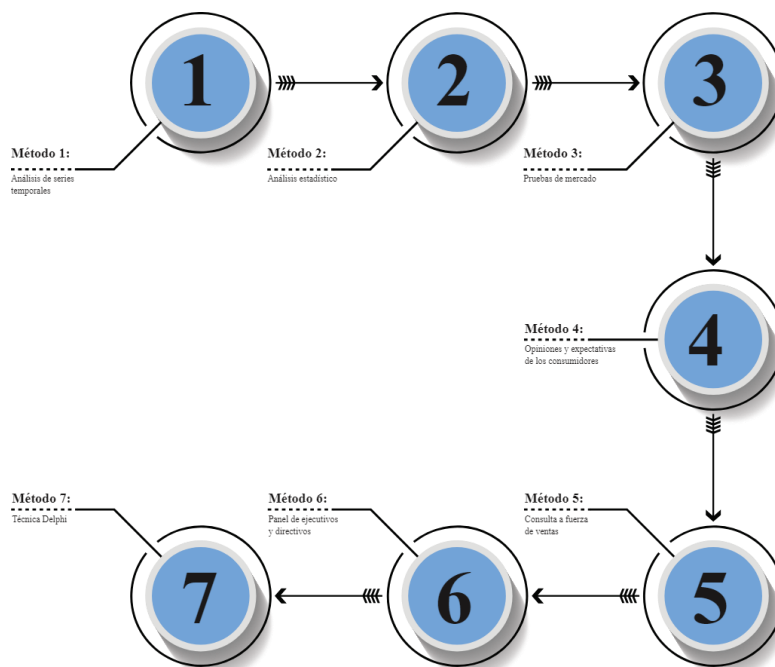 1
2
3
Método 1:
Análisis de series
temporales
Método 2:
Análisis estadístico
Método 3:
Pruebas de mercado
4
Método 4:
Opiniones y expectativas
de los consumidores
Método 5:
Consulta a fuerza
de ventas
5
Método 6:
Panel de ejecutivos
y directivos
6
Método 7:
Técnica Delphi
7